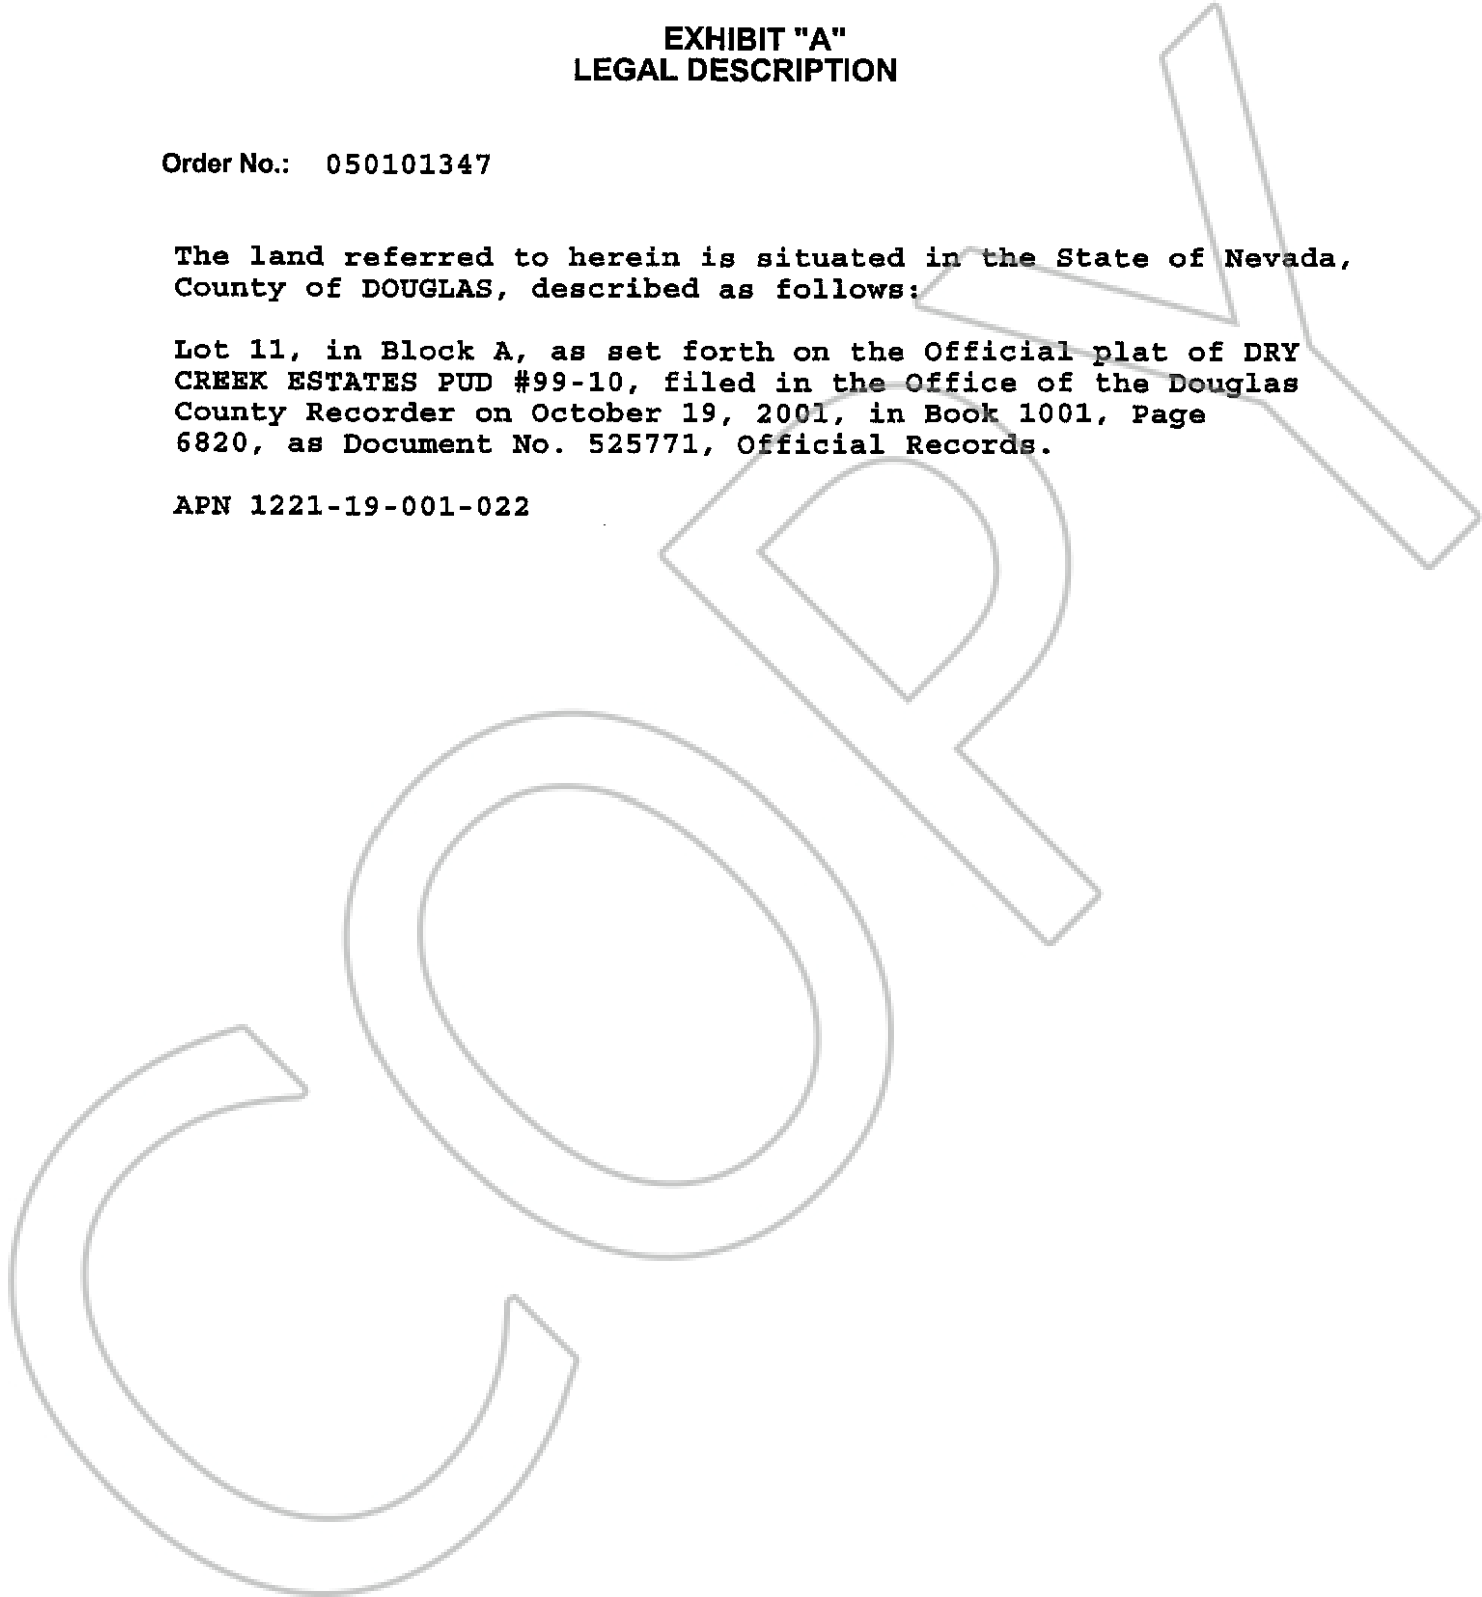 EXHIBIT "A"
LEGAL DESCRIPTION
Order No.: 050101347
The land referred to herein is situated in the State of Nevada,
County of DOUGLAS, described as follows:
Lot 11, in Block A, as set forth on the Official plat of DRY
CREEK ESTATES PUD #99-10, filed in the Office of the Douglas
County Recorder on October 19, 2001, in Book 1001, Page
6820, as Document No. 525771, Official Records.
APN 1221-19-001-022
COPY